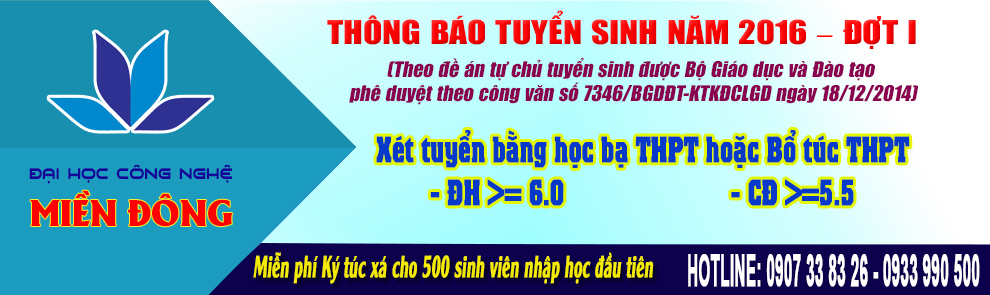 ĐẠI HỌC CÔNG NGHỆ
MIỀN ĐÔNG
THÔNG BÁO TUYỂN SINH NĂM 2016 – ĐỢT I
(Theo đề án tự chủ tuyển sinh được Bộ Giáo dục và Đào tạo
phê duyệt theo công văn số 7346/BGDĐT-KTKĐCLGD ngày 18/12/2014)
Xét tuyển bằng học bạ THPT hoặc Bổ túc THPT
- ĐH >= 6.0 - CĐ >=5.5
Miễn phí Ký túc xá cho 500 sinh viên nhập học đầu tiên
HOTLINE: 0907 33 83 26 - 0933 990 500